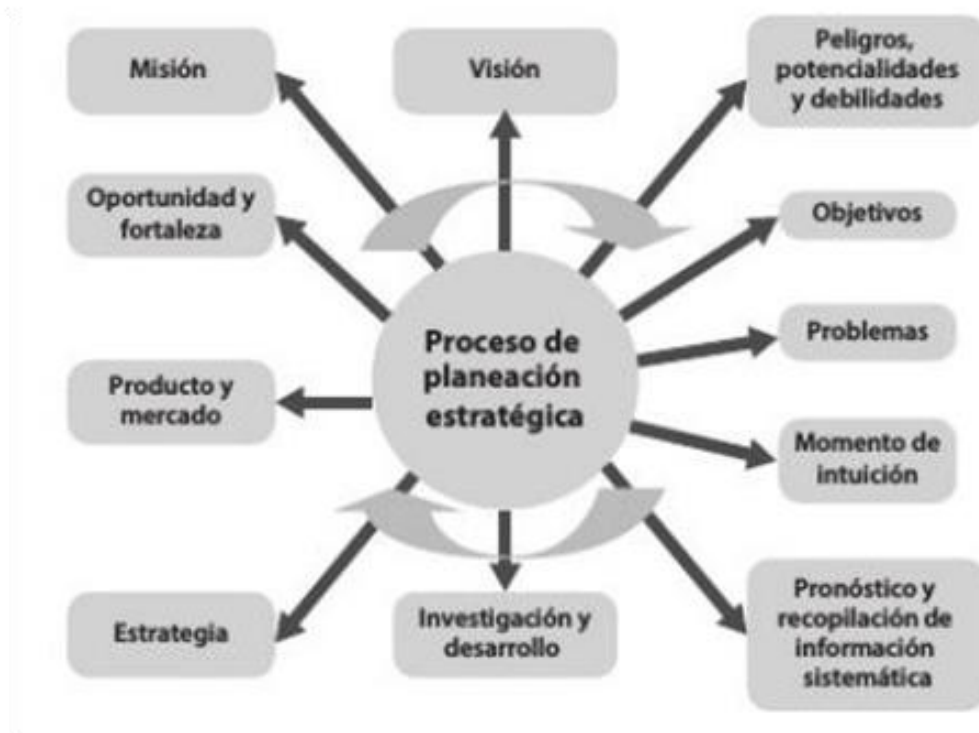 Misión
Visión
Peligros,
potencialidades
y debilidades
Oportunidad y
fortaleza
Objetivos
Proceso de
planeación
estratégica
Problemas
Producto y
mercado
Momento de
intuición
Estrategia
Investigación y
desarrollo
Pronóstico y
recopilación de
información
sistemática